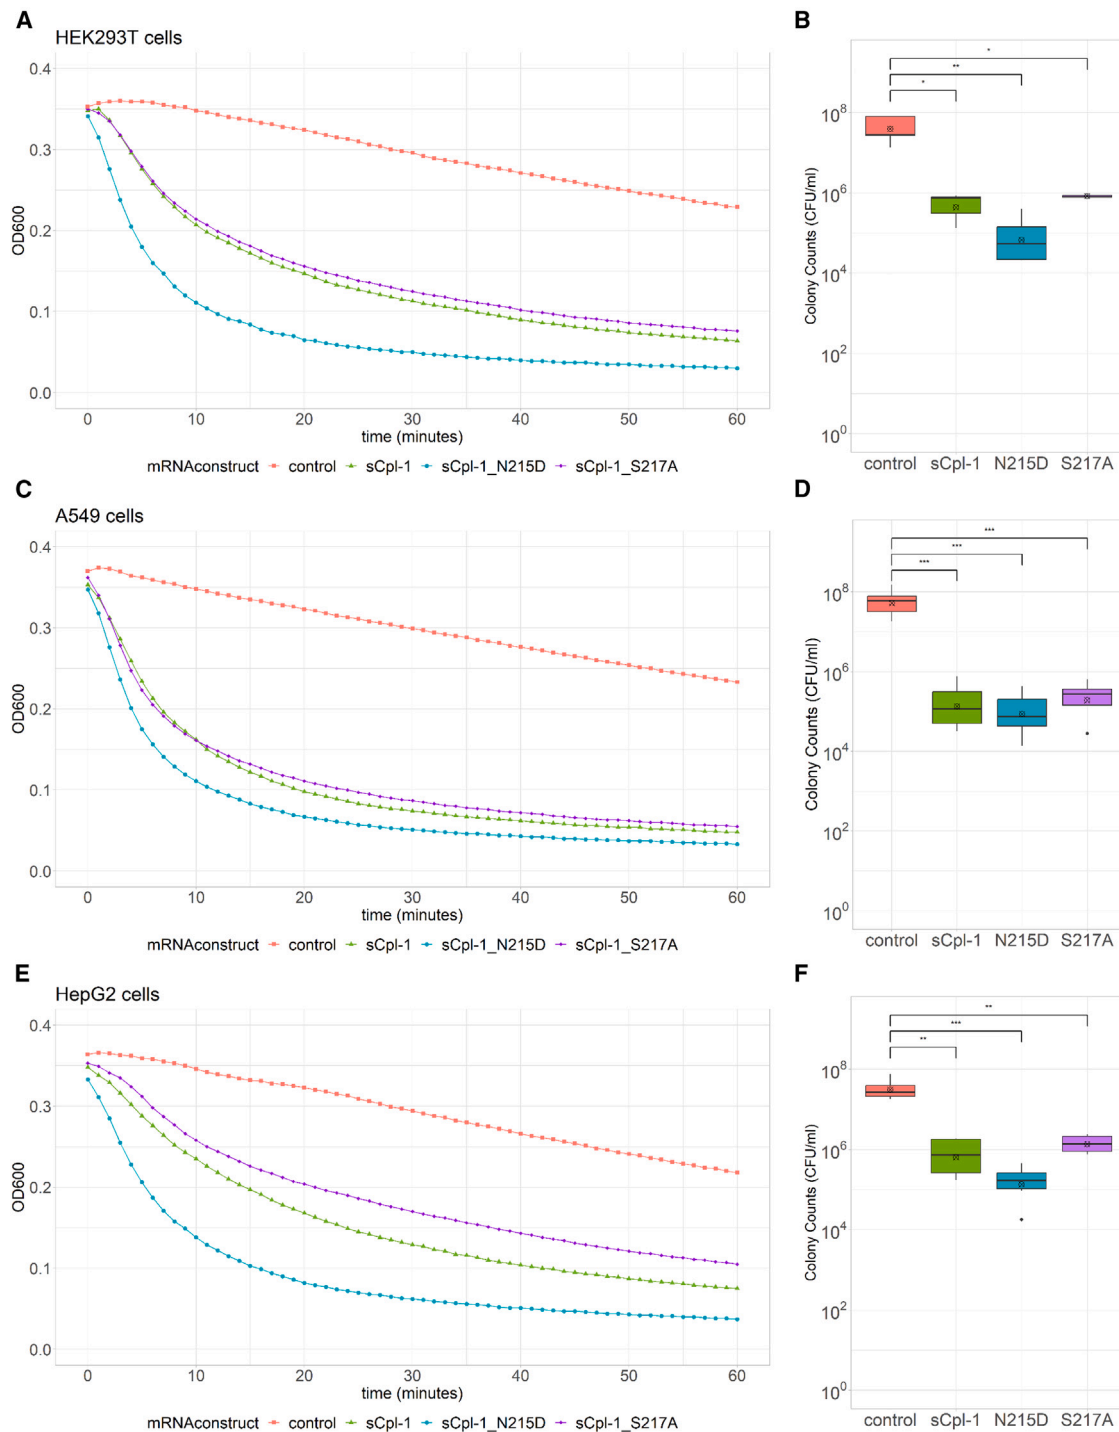 A
HEK293T cells
0.4
0.3
0.2
0.1
0.0
OD600
0 10 20 30 40 50 60
time (minutes)
mRNAconstruct control sCpl-1 sCpl-1_N215D sCpl-1_S217A
B
*
**
*
10^8
10^6
10^4
10^2
10^0
Colony Counts (CFU/ml)
control sCpl-1 N215D S217A
C
A549 cells
0.4
0.3
0.2
0.1
0.0
OD600
0 10 20 30 40 50 60
time (minutes)
mRNAconstruct control sCpl-1 sCpl-1_N215D sCpl-1_S217A
D
***
***
***
10^8
10^6
10^4
10^2
10^0
Colony Counts (CFU/ml)
control sCpl-1 N215D S217A
E
HepG2 cells
0.4
0.3
0.2
0.1
0.0
OD600
0 10 20 30 40 50 60
time (minutes)
mRNAconstruct control sCpl-1 sCpl-1_N215D sCpl-1_S217A
F
**
***
**
10^8
10^6
10^4
10^2
10^0
Colony Counts (CFU/ml)
control sCpl-1 N215D S217A